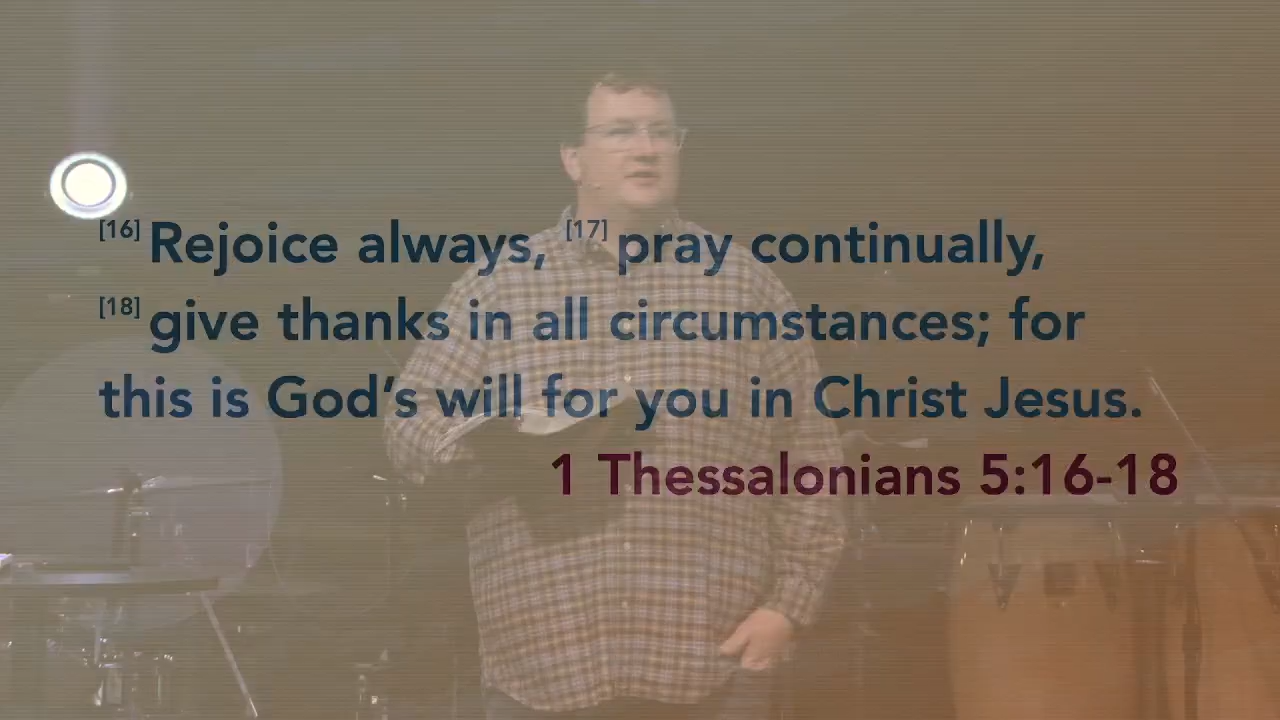 [16] Rejoice always, [17] pray continually,
[18] give thanks in all circumstances; for
this is God's will for you in Christ Jesus.
1 Thessalonians 5:16-18